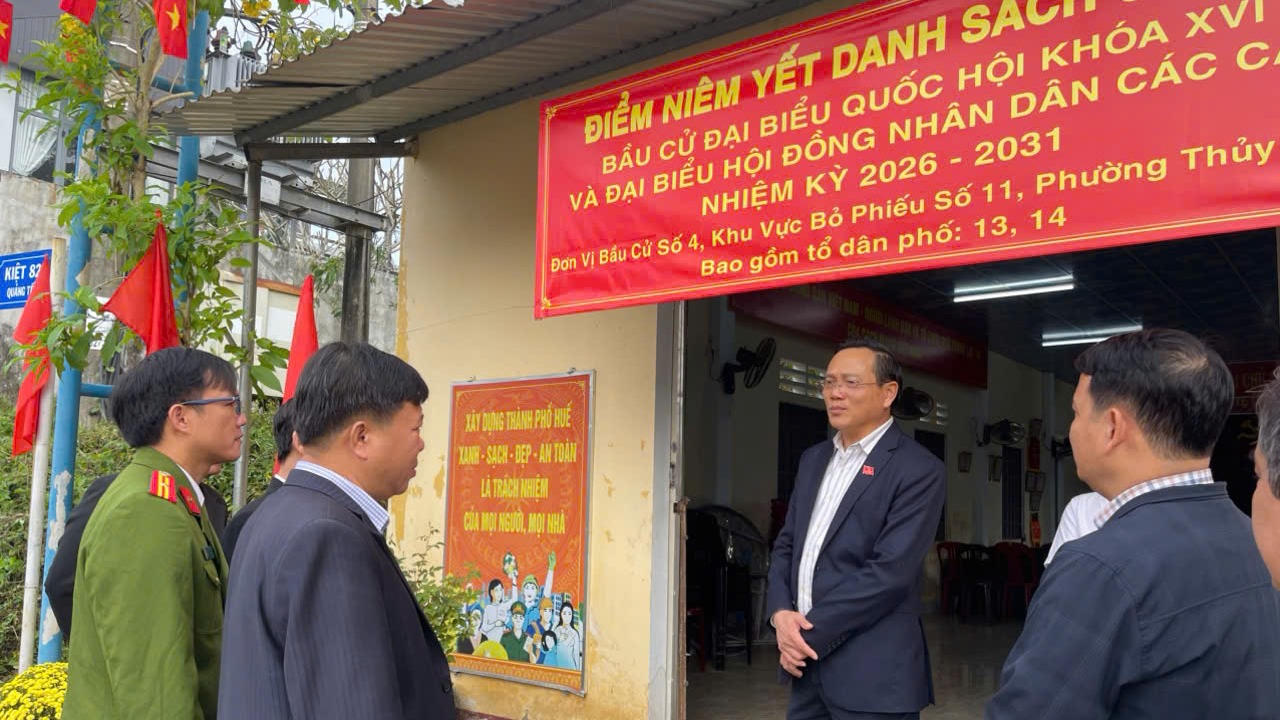 ĐIỂM NIÊM YẾT DANH SÁCH
BẦU CỬ ĐẠI BIỂU QUỐC HỘI KHÓA XVI
VÀ ĐẠI BIỂU HỘI ĐỒNG NHÂN DÂN CÁC
NHIỆM KỲ 2026 - 2031
Đơn Vị Bầu Cử Số 4, Khu Vực Bỏ Phiếu Số 11, Phường Thủy
Bao gồm tổ dân phố: 13, 14
KIỆT 82
QUẢNG
XÂY DỰNG THÀNH PHỐ HUẾ
XANH - SẠCH - ĐẸP - AN TOÀN
LÀ TRÁCH NHIỆM
CỦA MỌI NGƯỜI, MỌI NHÀ